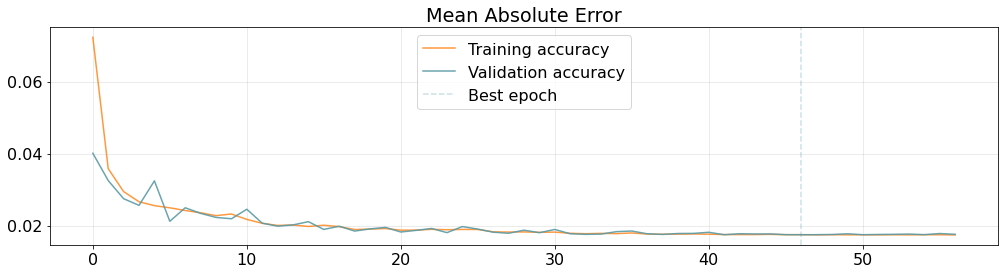 Mean Absolute Error
Training accuracy
Validation accuracy
Best epoch
0.06
0.04
0.02
0 10 20 30 40 50